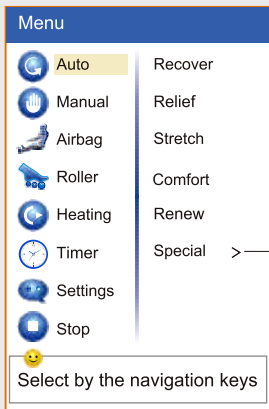 Menu
Auto
Manual
Airbag
Roller
Heating
Timer
Settings
Stop
Recover
Relief
Stretch
Comfort
Renew
Special >
Select by the navigation keys